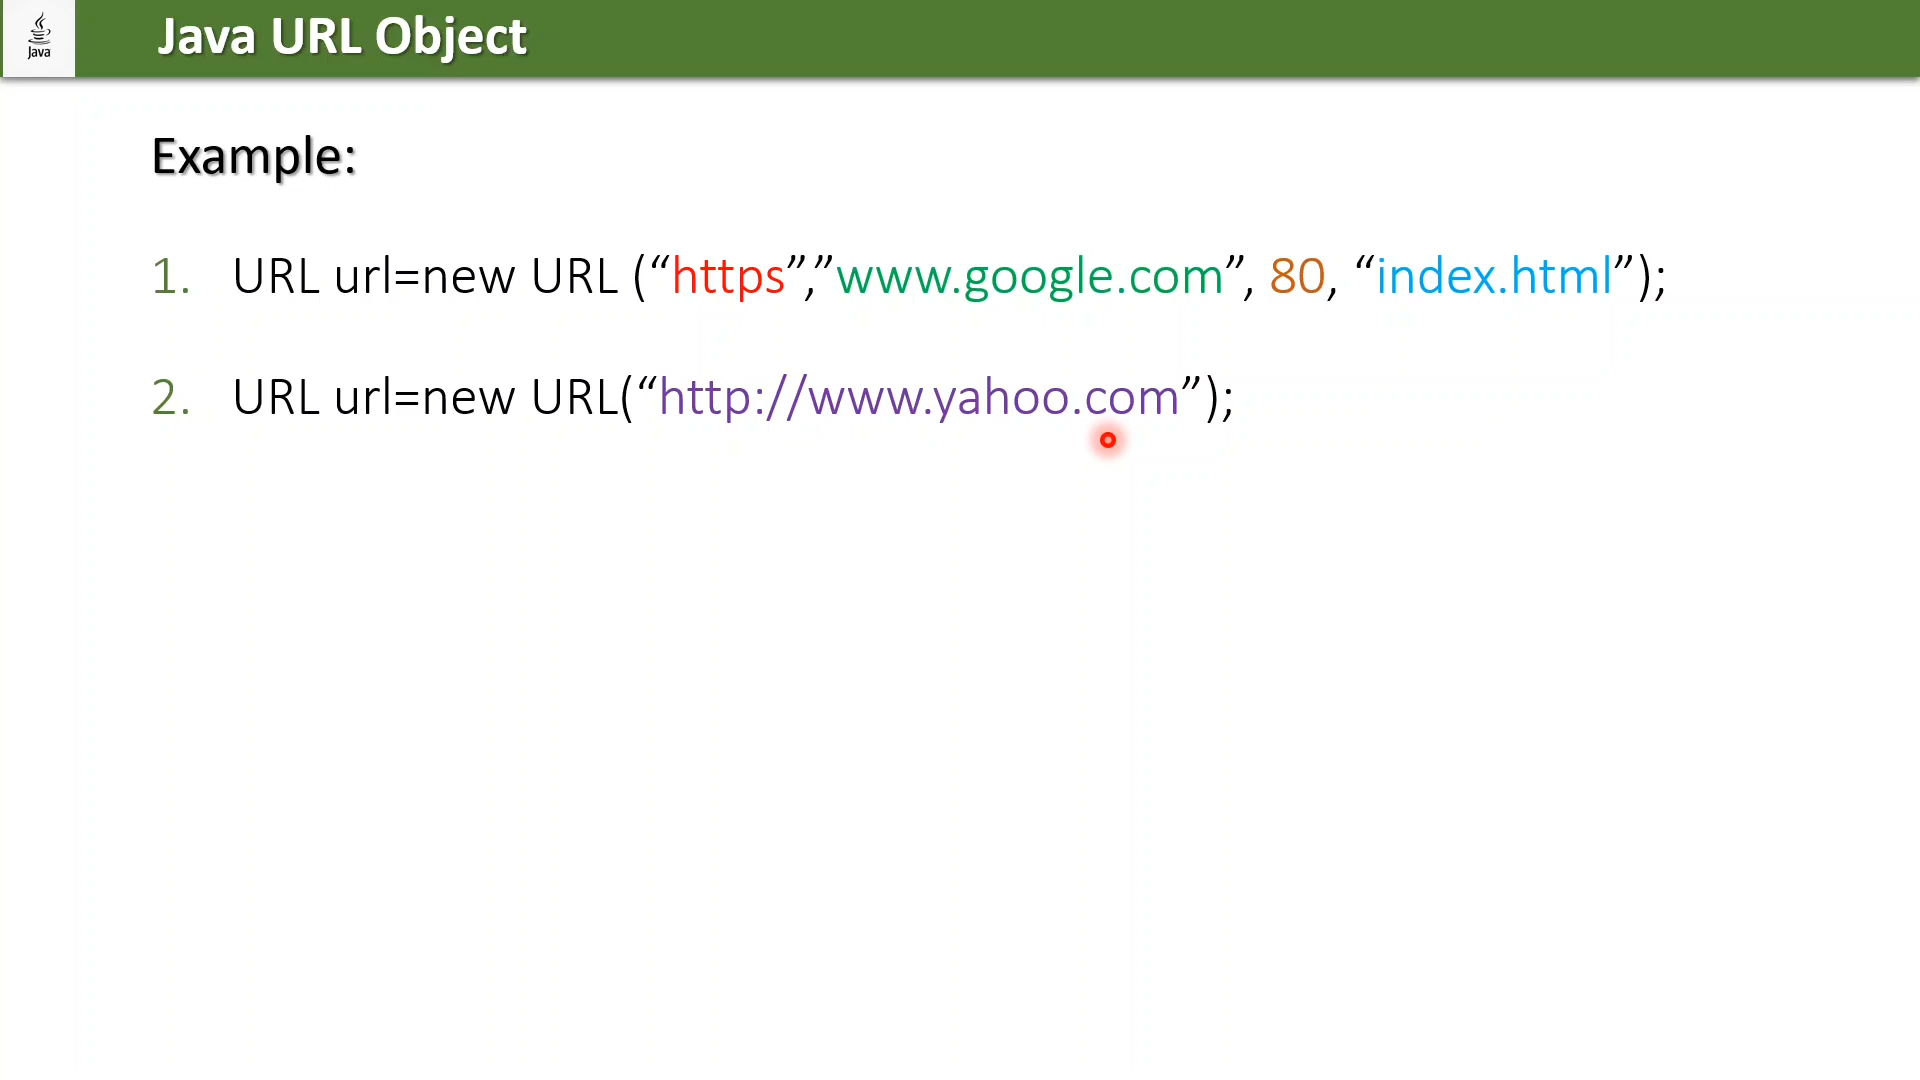 Java
Java URL Object
Example:
1. URL url=new URL (“https”,”www.google.com”, 80, “index.html”);
2. URL url=new URL(“http://www.yahoo.com”);